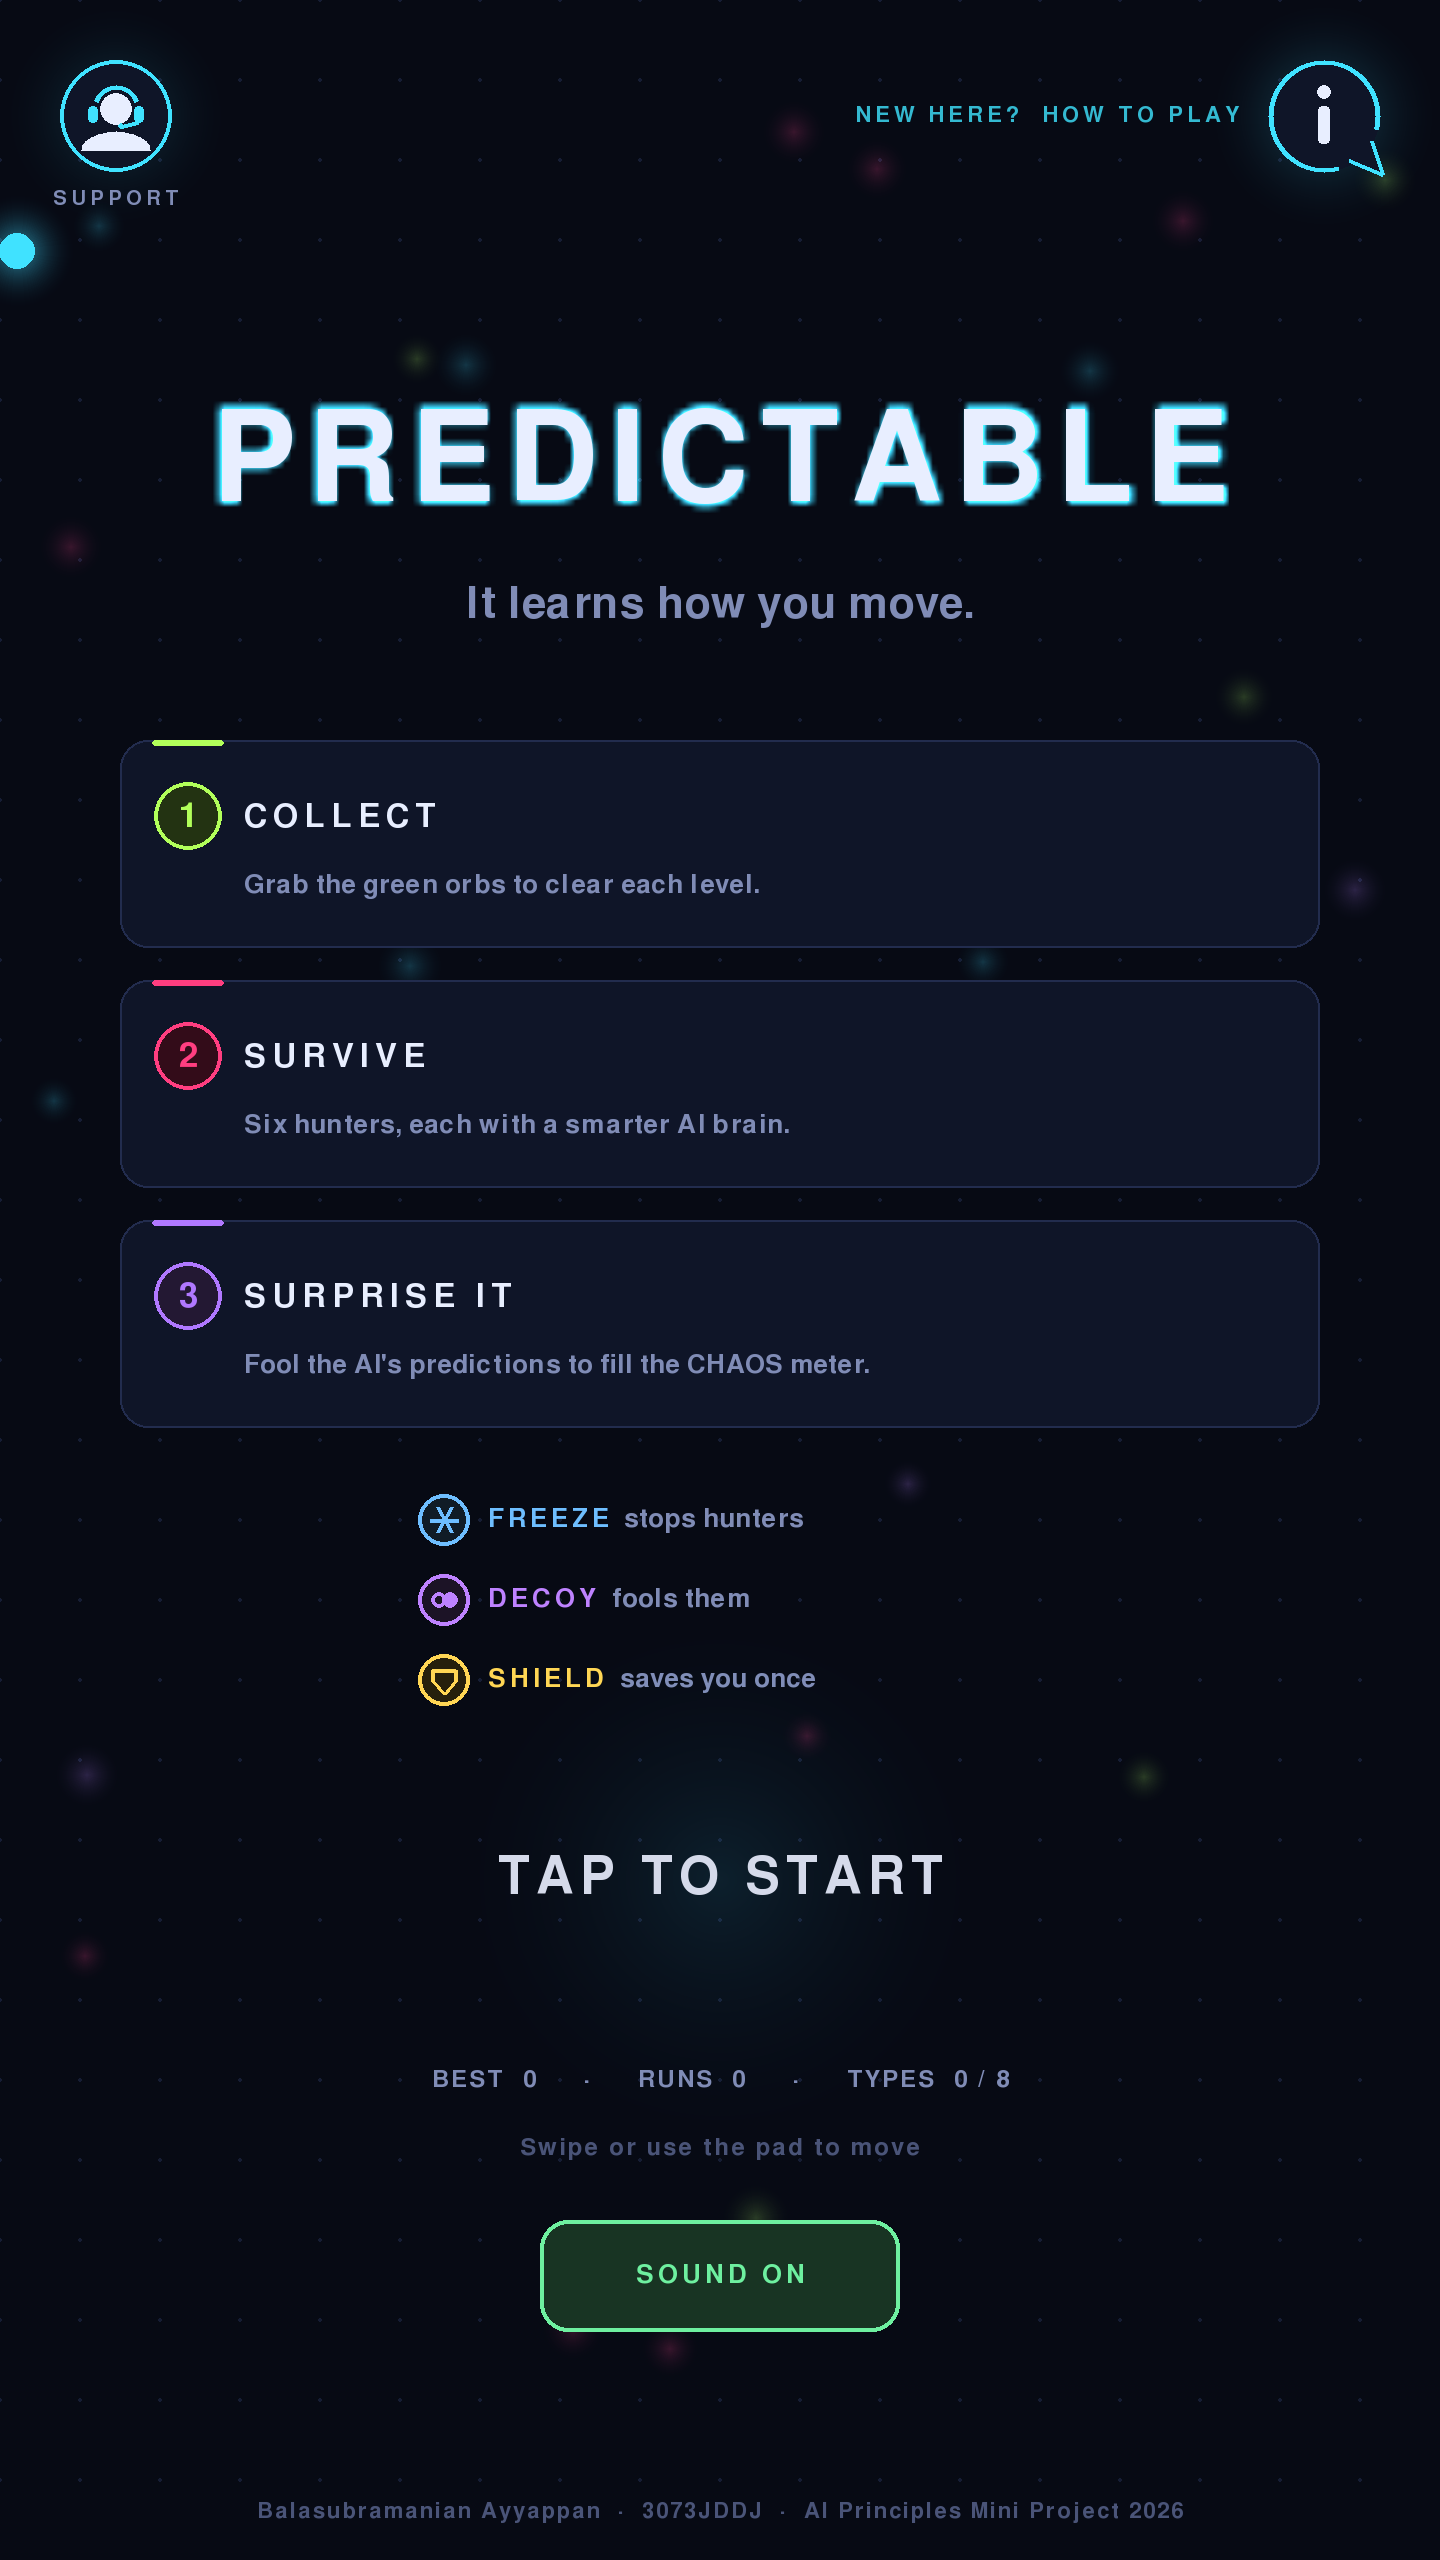 NEW HERE? HOW TO PLAY
SUPPORT
PREDICTABLE
It learns how you move.
1 COLLECT
Grab the green orbs to clear each level.
2 SURVIVE
Six hunters, each with a smarter AI brain.
3 SURPRISE IT
Fool the AI's predictions to fill the CHAOS meter.
FREEZE stops hunters
DECOY fools them
SHIELD saves you once
TAP TO START
BEST 0 · RUNS 0 · TYPES 0 / 8
Swipe or use the pad to move
SOUND ON
Balasubramanian Ayyappan · 3073JDDJ · AI Principles Mini Project 2026